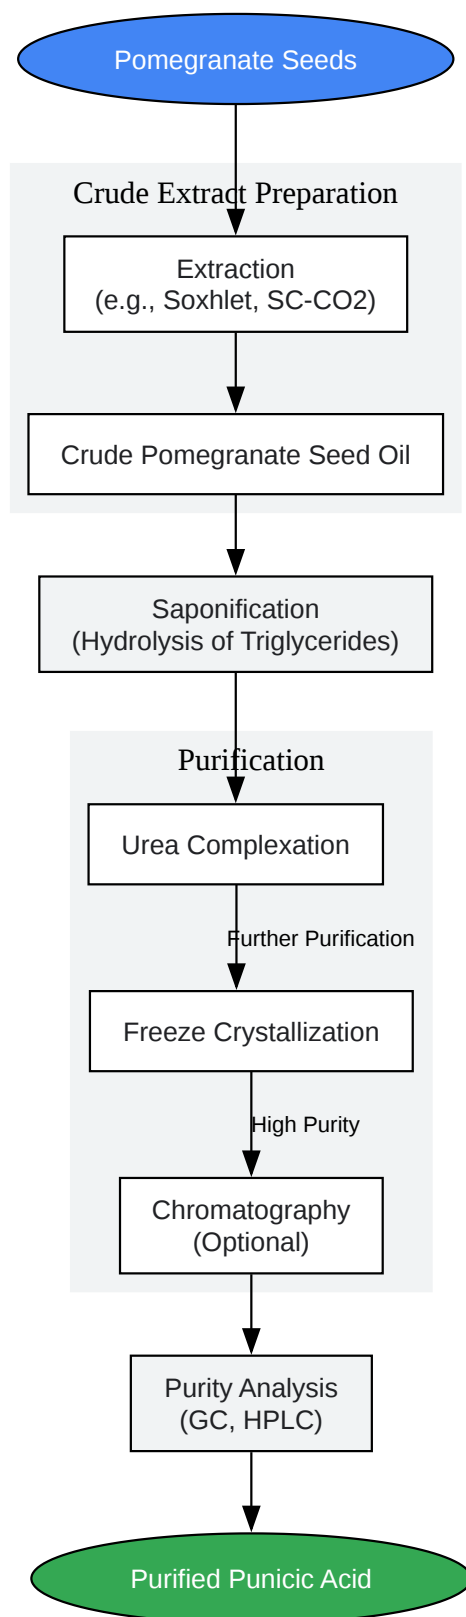 Pomegranate Seeds
Crude Extract Preparation
Extraction
(e.g., Soxhlet, SC-CO2)
Crude Pomegranate Seed Oil
Saponification
(Hydrolysis of Triglycerides)
Purification
Urea Complexation
Further Purification
Freeze Crystallization
High Purity
Chromatography
(Optional)
Purity Analysis
(GC, HPLC)
Purified Punicic Acid